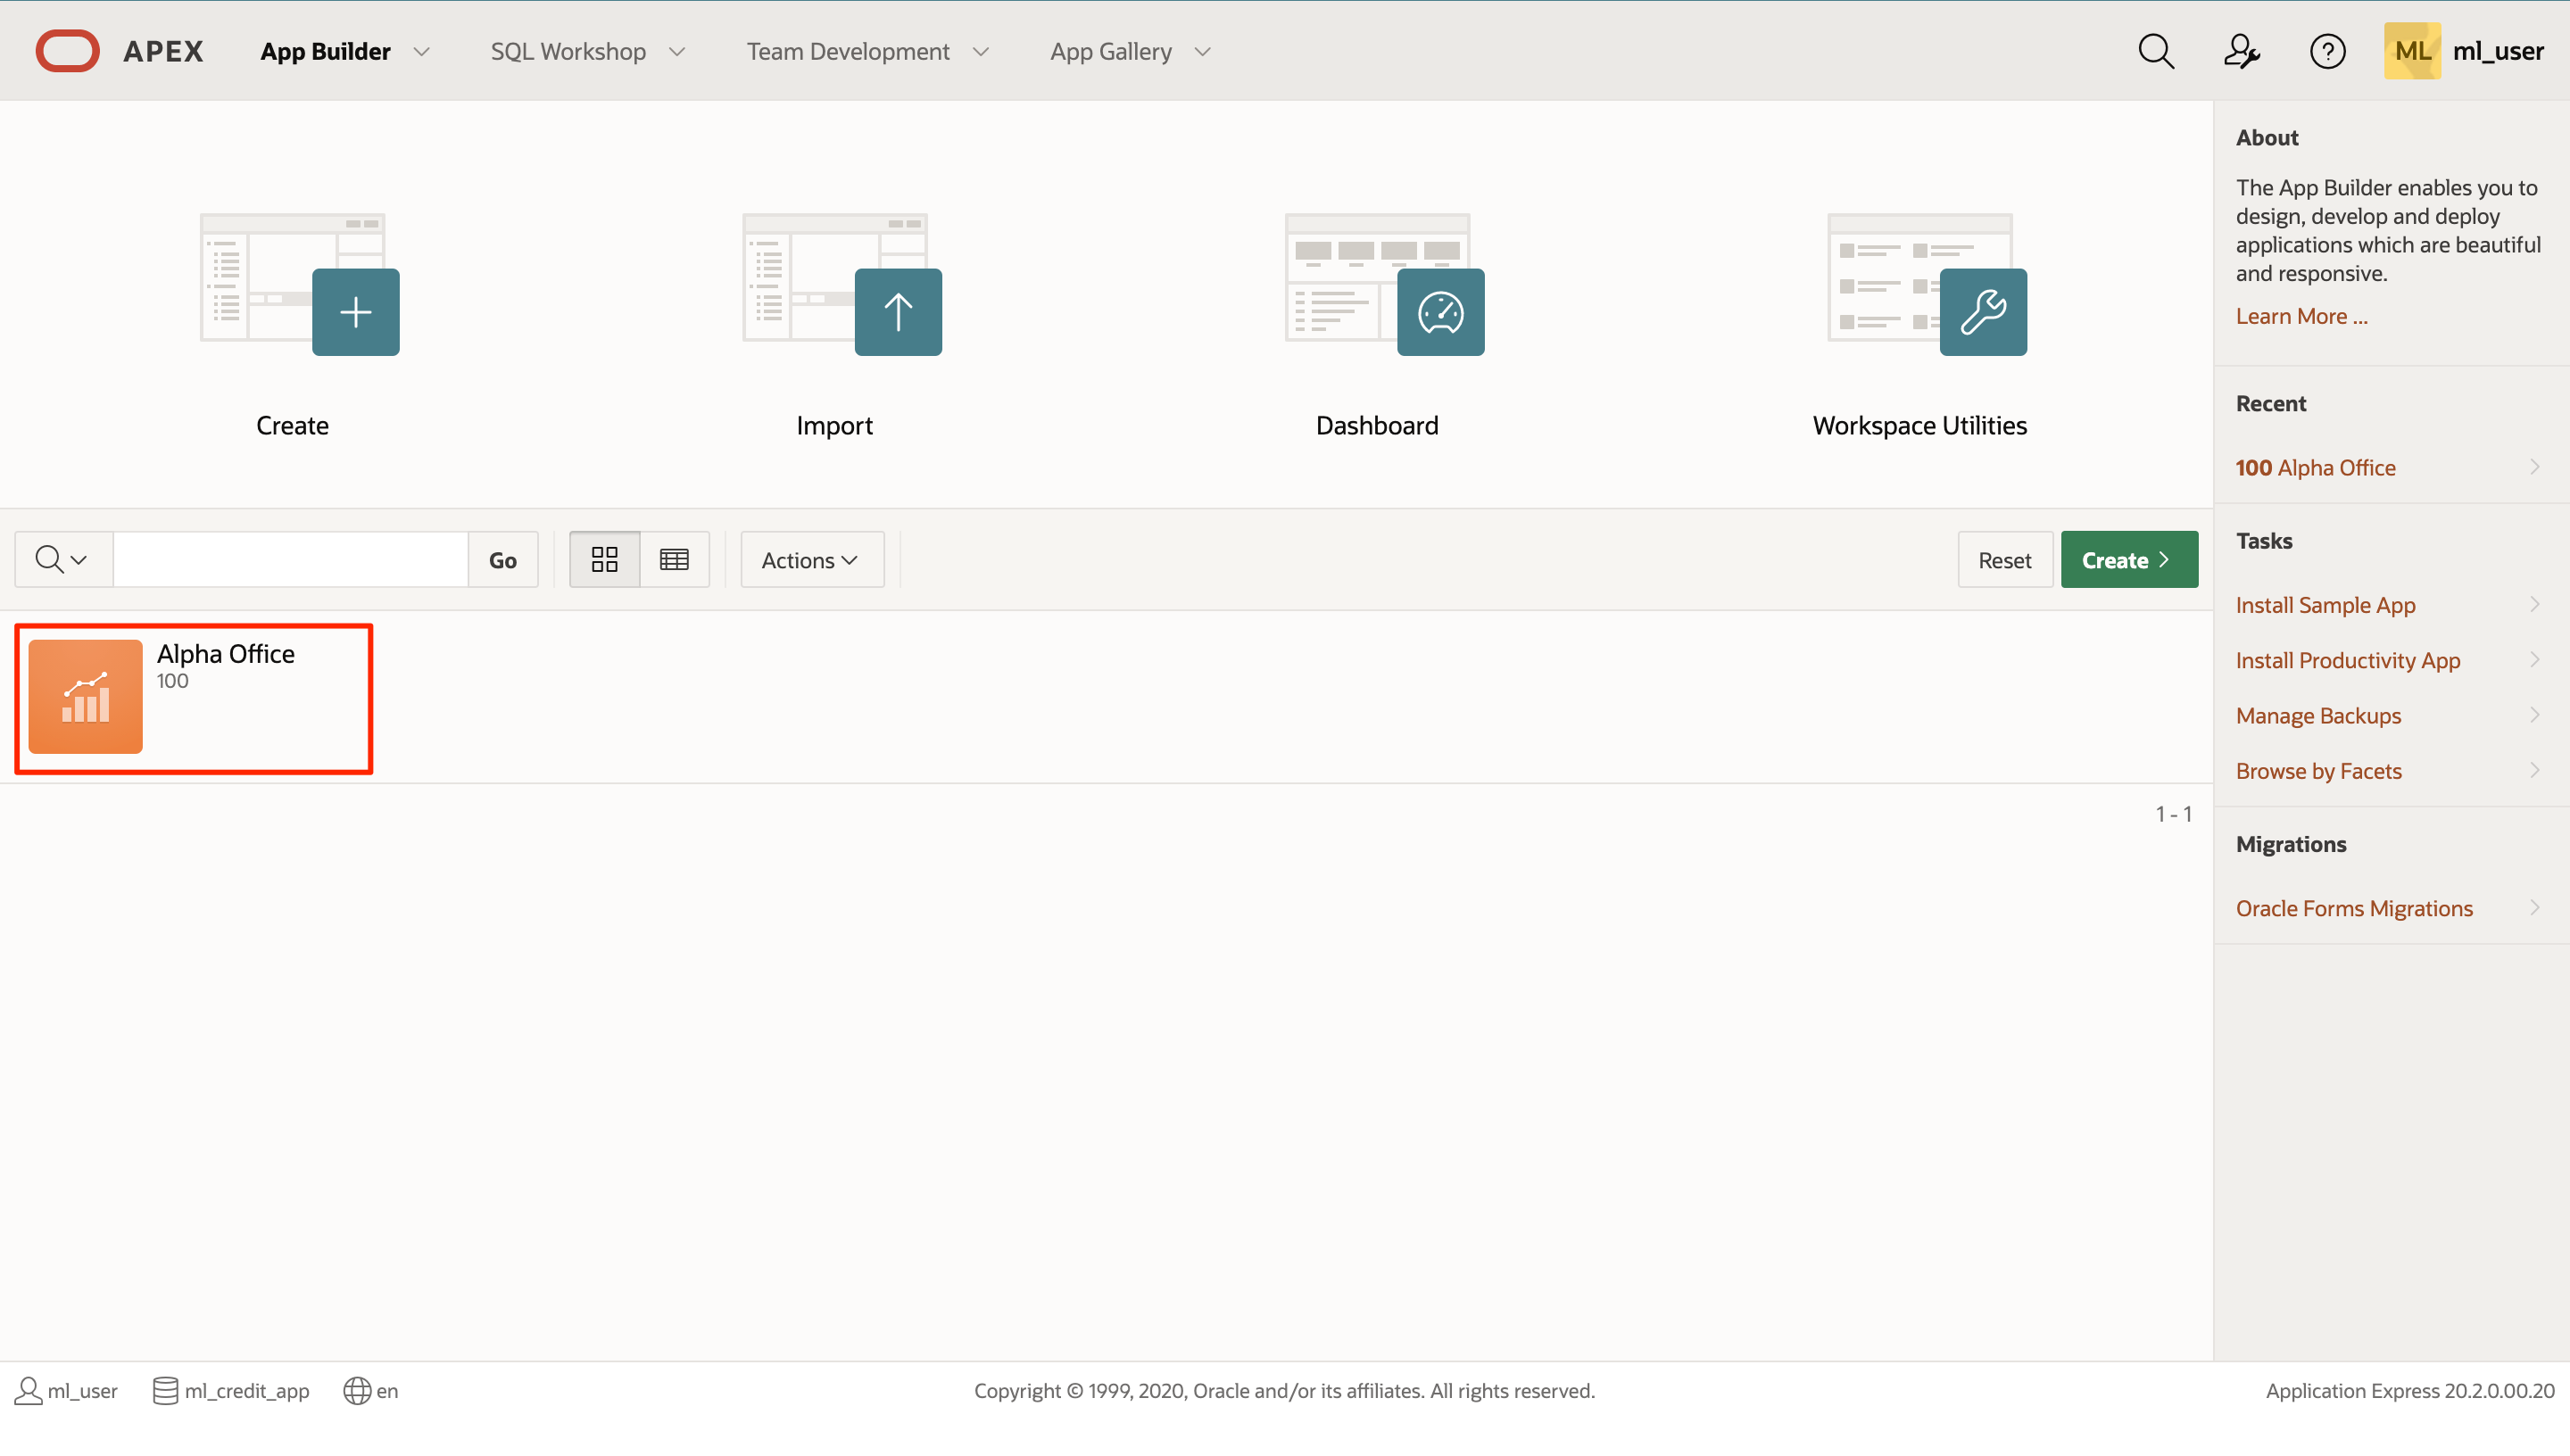 APEX App Builder SQL Workshop Team Development App Gallery ? ML ml_user
Create Import Dashboard Workspace Utilities
Go Actions Reset Create
Alpha Office
100
1 - 1
About
The App Builder enables you to
design, develop and deploy
applications which are beautiful
and responsive.
Learn More ...
Recent
100 Alpha Office
Tasks
Install Sample App
Install Productivity App
Manage Backups
Browse by Facets
Migrations
Oracle Forms Migrations
ml_user ml_credit_app en Copyright © 1999, 2020, Oracle and/or its affiliates. All rights reserved. Application Express 20.2.0.00.20